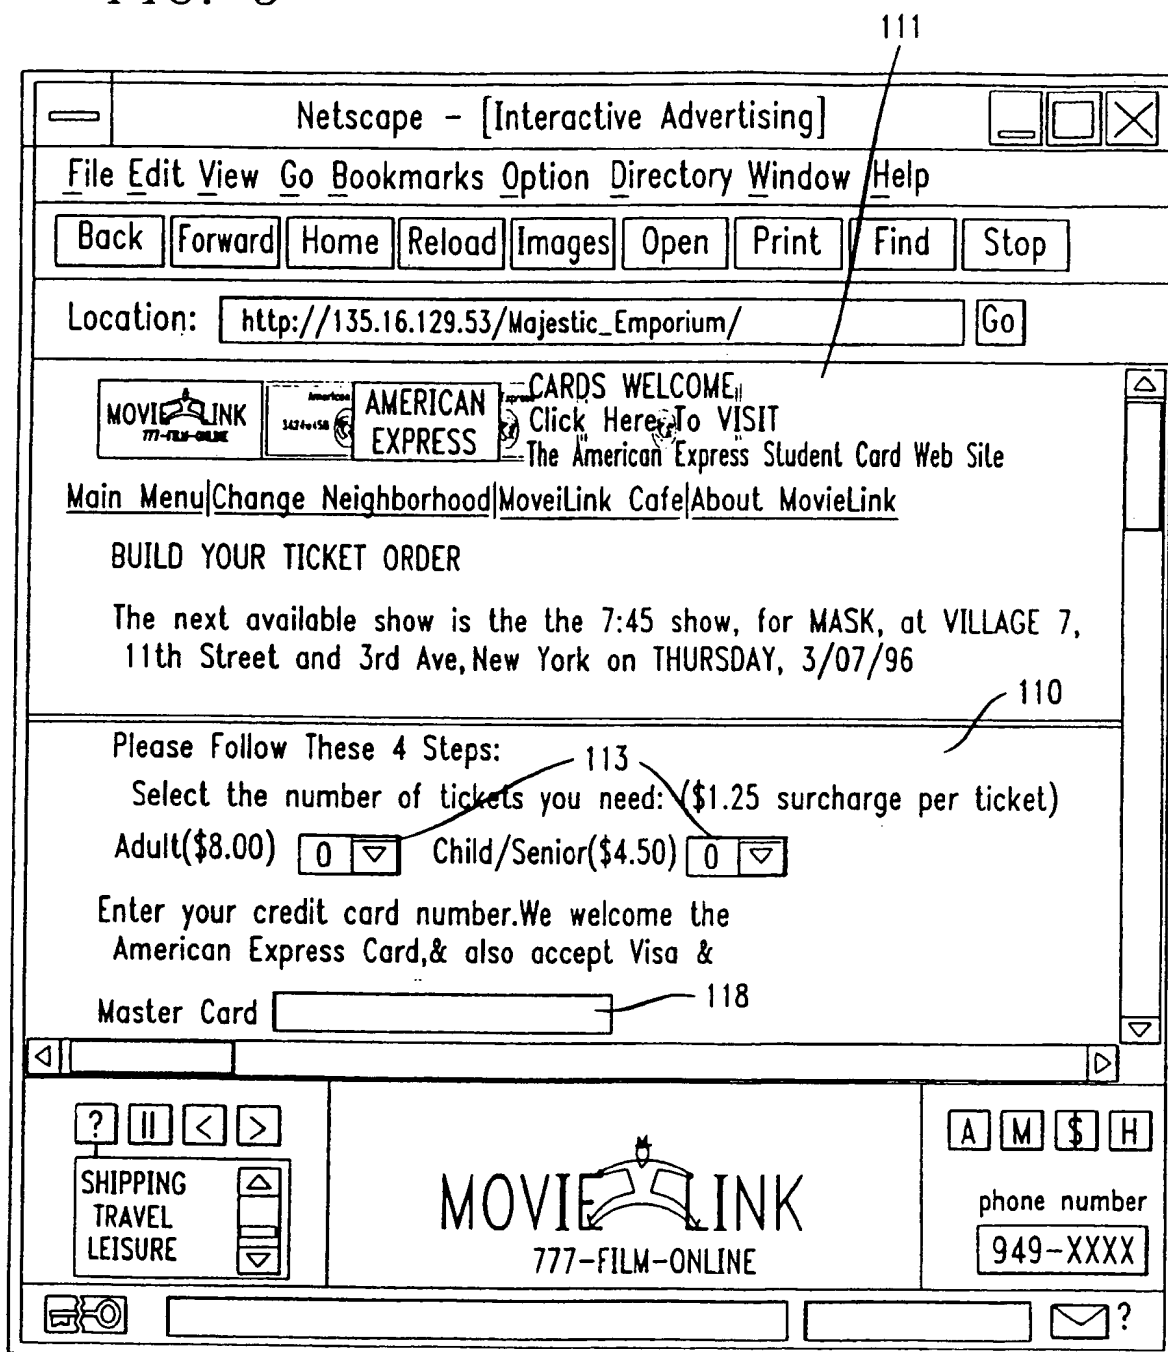 111
Netscape - [Interactive Advertising]
File Edit View Go Bookmarks Option Directory Window Help
Back Forward Home Reload Images Open Print Find Stop
Location: http://135.16.129.53/Majestic_Emporium/ Go
MOVIE LINK
777-FILM-ONLINE
AMERICAN
EXPRESS
CARDS WELCOME
Click Here To VISIT
The American Express Student Card Web Site
Main Menu|Change Neighborhood|MoveiLink Cafe|About MovieLink
BUILD YOUR TICKET ORDER
The next available show is the the 7:45 show, for MASK, at VILLAGE 7,
11th Street and 3rd Ave, New York on THURSDAY, 3/07/96
110
Please Follow These 4 Steps:
113
Select the number of tickets you need: ($1.25 surcharge per ticket)
Adult($8.00) 0 Child/Senior($4.50) 0
Enter your credit card number.We welcome the
American Express Card,& also accept Visa &
Master Card
118
? || < >
A M $ H
SHIPPING
TRAVEL
LEISURE
MOVIE LINK
777-FILM-ONLINE
phone number
949-XXXX
?